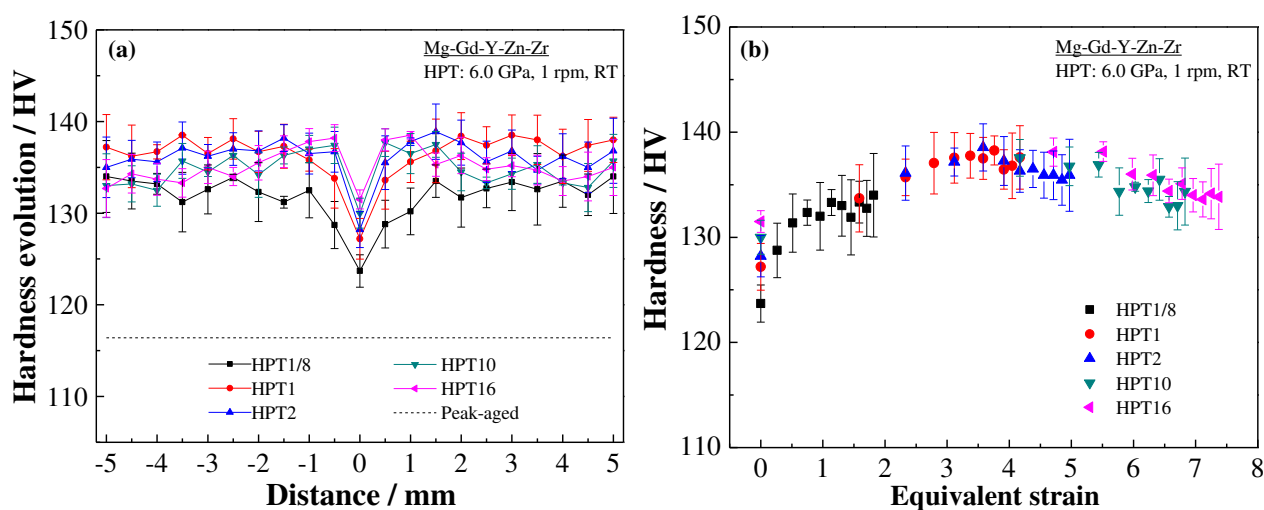 (a)
Mg-Gd-Y-Zn-Zr
HPT: 6.0 GPa, 1 rpm, RT
Hardness evolution / HV
150
140
130
120
110
HPT1/8
HPT1
HPT2
HPT10
HPT16
Peak-aged
-5 -4 -3 -2 -1 0 1 2 3 4 5
Distance / mm
(b)
Mg-Gd-Y-Zn-Zr
HPT: 6.0 GPa, 1 rpm, RT
Hardness / HV
150
140
130
120
110
HPT1/8
HPT1
HPT2
HPT10
HPT16
0 1 2 3 4 5 6 7 8
Equivalent strain